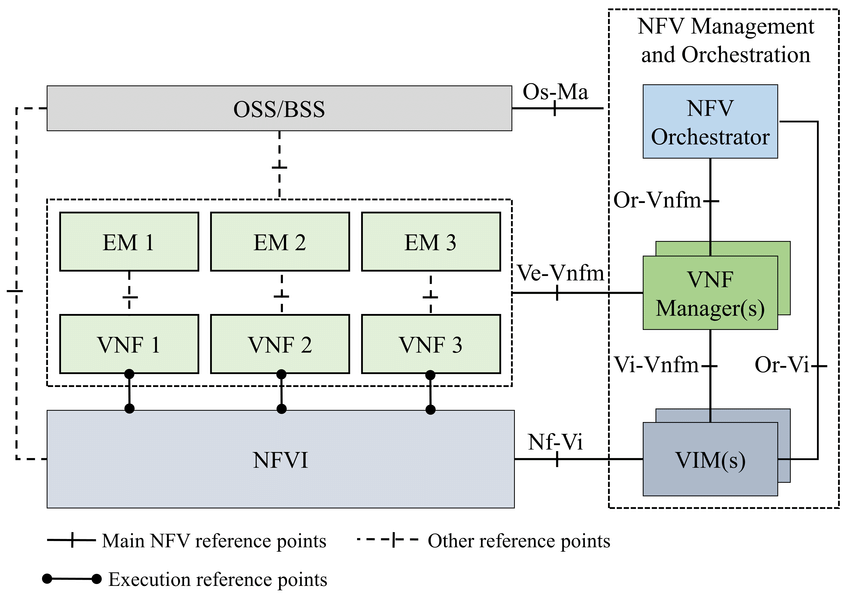 NFV Management
and Orchestration
OSS/BSS
Os-Ma
NFV
Orchestrator
Or-Vnfm
EM 1
EM 2
EM 3
Ve-Vnfm
VNF
Manager(s)
VNF 1
VNF 2
VNF 3
Vi-Vnfm
Or-Vi
NFVI
Nf-Vi
VIM(s)
Main NFV reference points
Other reference points
Execution reference points